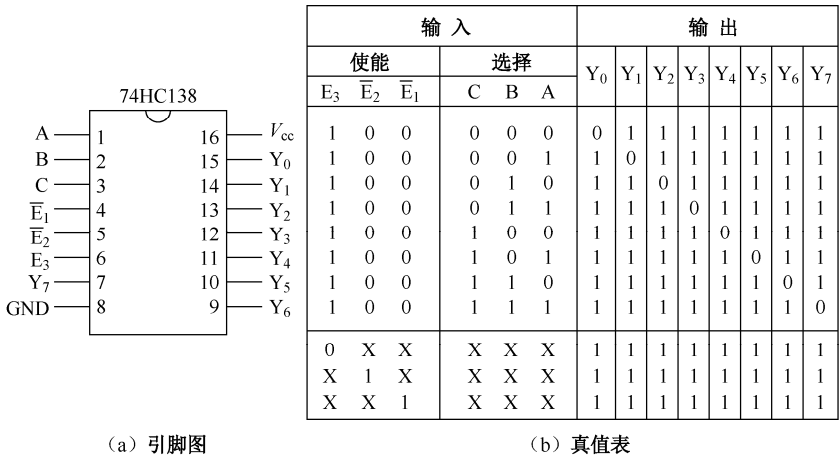 74HC138
A 1 16 Vcc
B 2 15 Y0
C 3 14 Y1
E̅1 4 13 Y2
E̅2 5 12 Y3
E3 6 11 Y4
Y7 7 10 Y5
GND 8 9 Y6
(a) 引脚图
输入 输出
使能 选择 Y0 Y1 Y2 Y3 Y4 Y5 Y6 Y7
E3 E̅2 E̅1 C B A
1 0 0 0 0 0 0 1 1 1 1 1 1 1
1 0 0 0 0 1 1 0 1 1 1 1 1 1
1 0 0 0 1 0 1 1 0 1 1 1 1 1
1 0 0 0 1 1 1 1 1 0 1 1 1 1
1 0 0 1 0 0 1 1 1 1 0 1 1 1
1 0 0 1 0 1 1 1 1 1 1 0 1 1
1 0 0 1 1 0 1 1 1 1 1 1 0 1
1 0 0 1 1 1 1 1 1 1 1 1 1 0
0 X X X X X 1 1 1 1 1 1 1 1
X 1 X X X X 1 1 1 1 1 1 1 1
X X 1 X X X 1 1 1 1 1 1 1 1
(b) 真值表